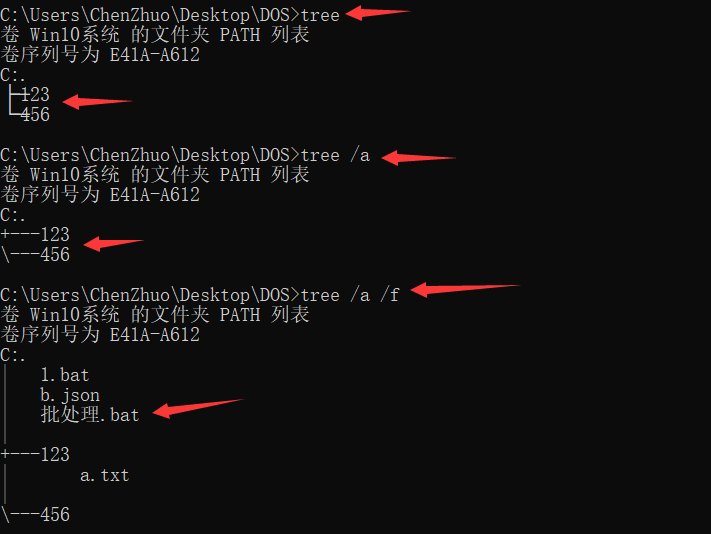 C:\Users\ChenZhuo\Desktop\DOS>tree
卷 Win10系统 的文件夹 PATH 列表
卷序列号为 E41A-A612
C:.
├─123
└─456
C:\Users\ChenZhuo\Desktop\DOS>tree /a
卷 Win10系统 的文件夹 PATH 列表
卷序列号为 E41A-A612
C:.
+---123
\---456
C:\Users\ChenZhuo\Desktop\DOS>tree /a /f
卷 Win10系统 的文件夹 PATH 列表
卷序列号为 E41A-A612
C:.
|   1.bat
|   b.json
|   批处理.bat
|
+---123
|       a.txt
|
\---456